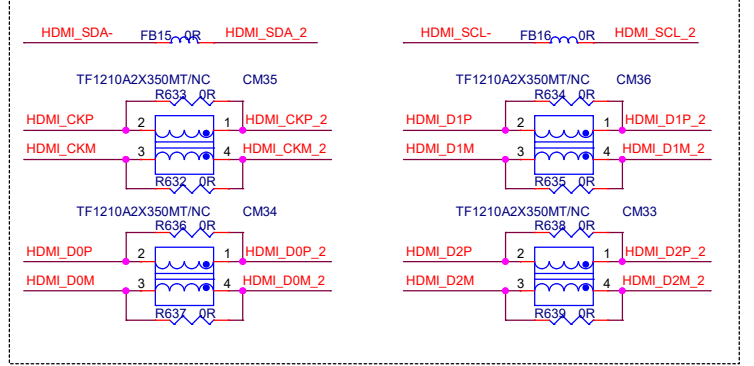 HDMI_SDA- FB15 0R HDMI_SDA_2 HDMI_SCL- FB16 0R HDMI_SCL_2
TF1210A2X350MT/NC CM35 TF1210A2X350MT/NC CM36
R633 0R R634 0R
HDMI_CKP 2 1 HDMI_CKP_2 HDMI_D1P 2 1 HDMI_D1P_2
HDMI_CKM 3 4 HDMI_CKM_2 HDMI_D1M 3 4 HDMI_D1M_2
R632 0R R635 0R
TF1210A2X350MT/NC CM34 TF1210A2X350MT/NC CM33
R636 0R R638 0R
HDMI_D0P 2 1 HDMI_D0P_2 HDMI_D2P 2 1 HDMI_D2P_2
HDMI_D0M 3 4 HDMI_D0M_2 HDMI_D2M 3 4 HDMI_D2M_2
R637 0R R639 0R